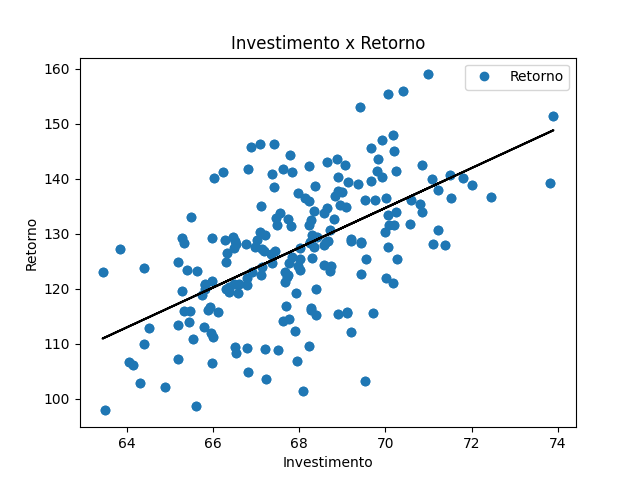 Investimento x Retorno
Retorno
160
150
140
130
120
110
100
Retorno
64 66 68 70 72 74
Investimento